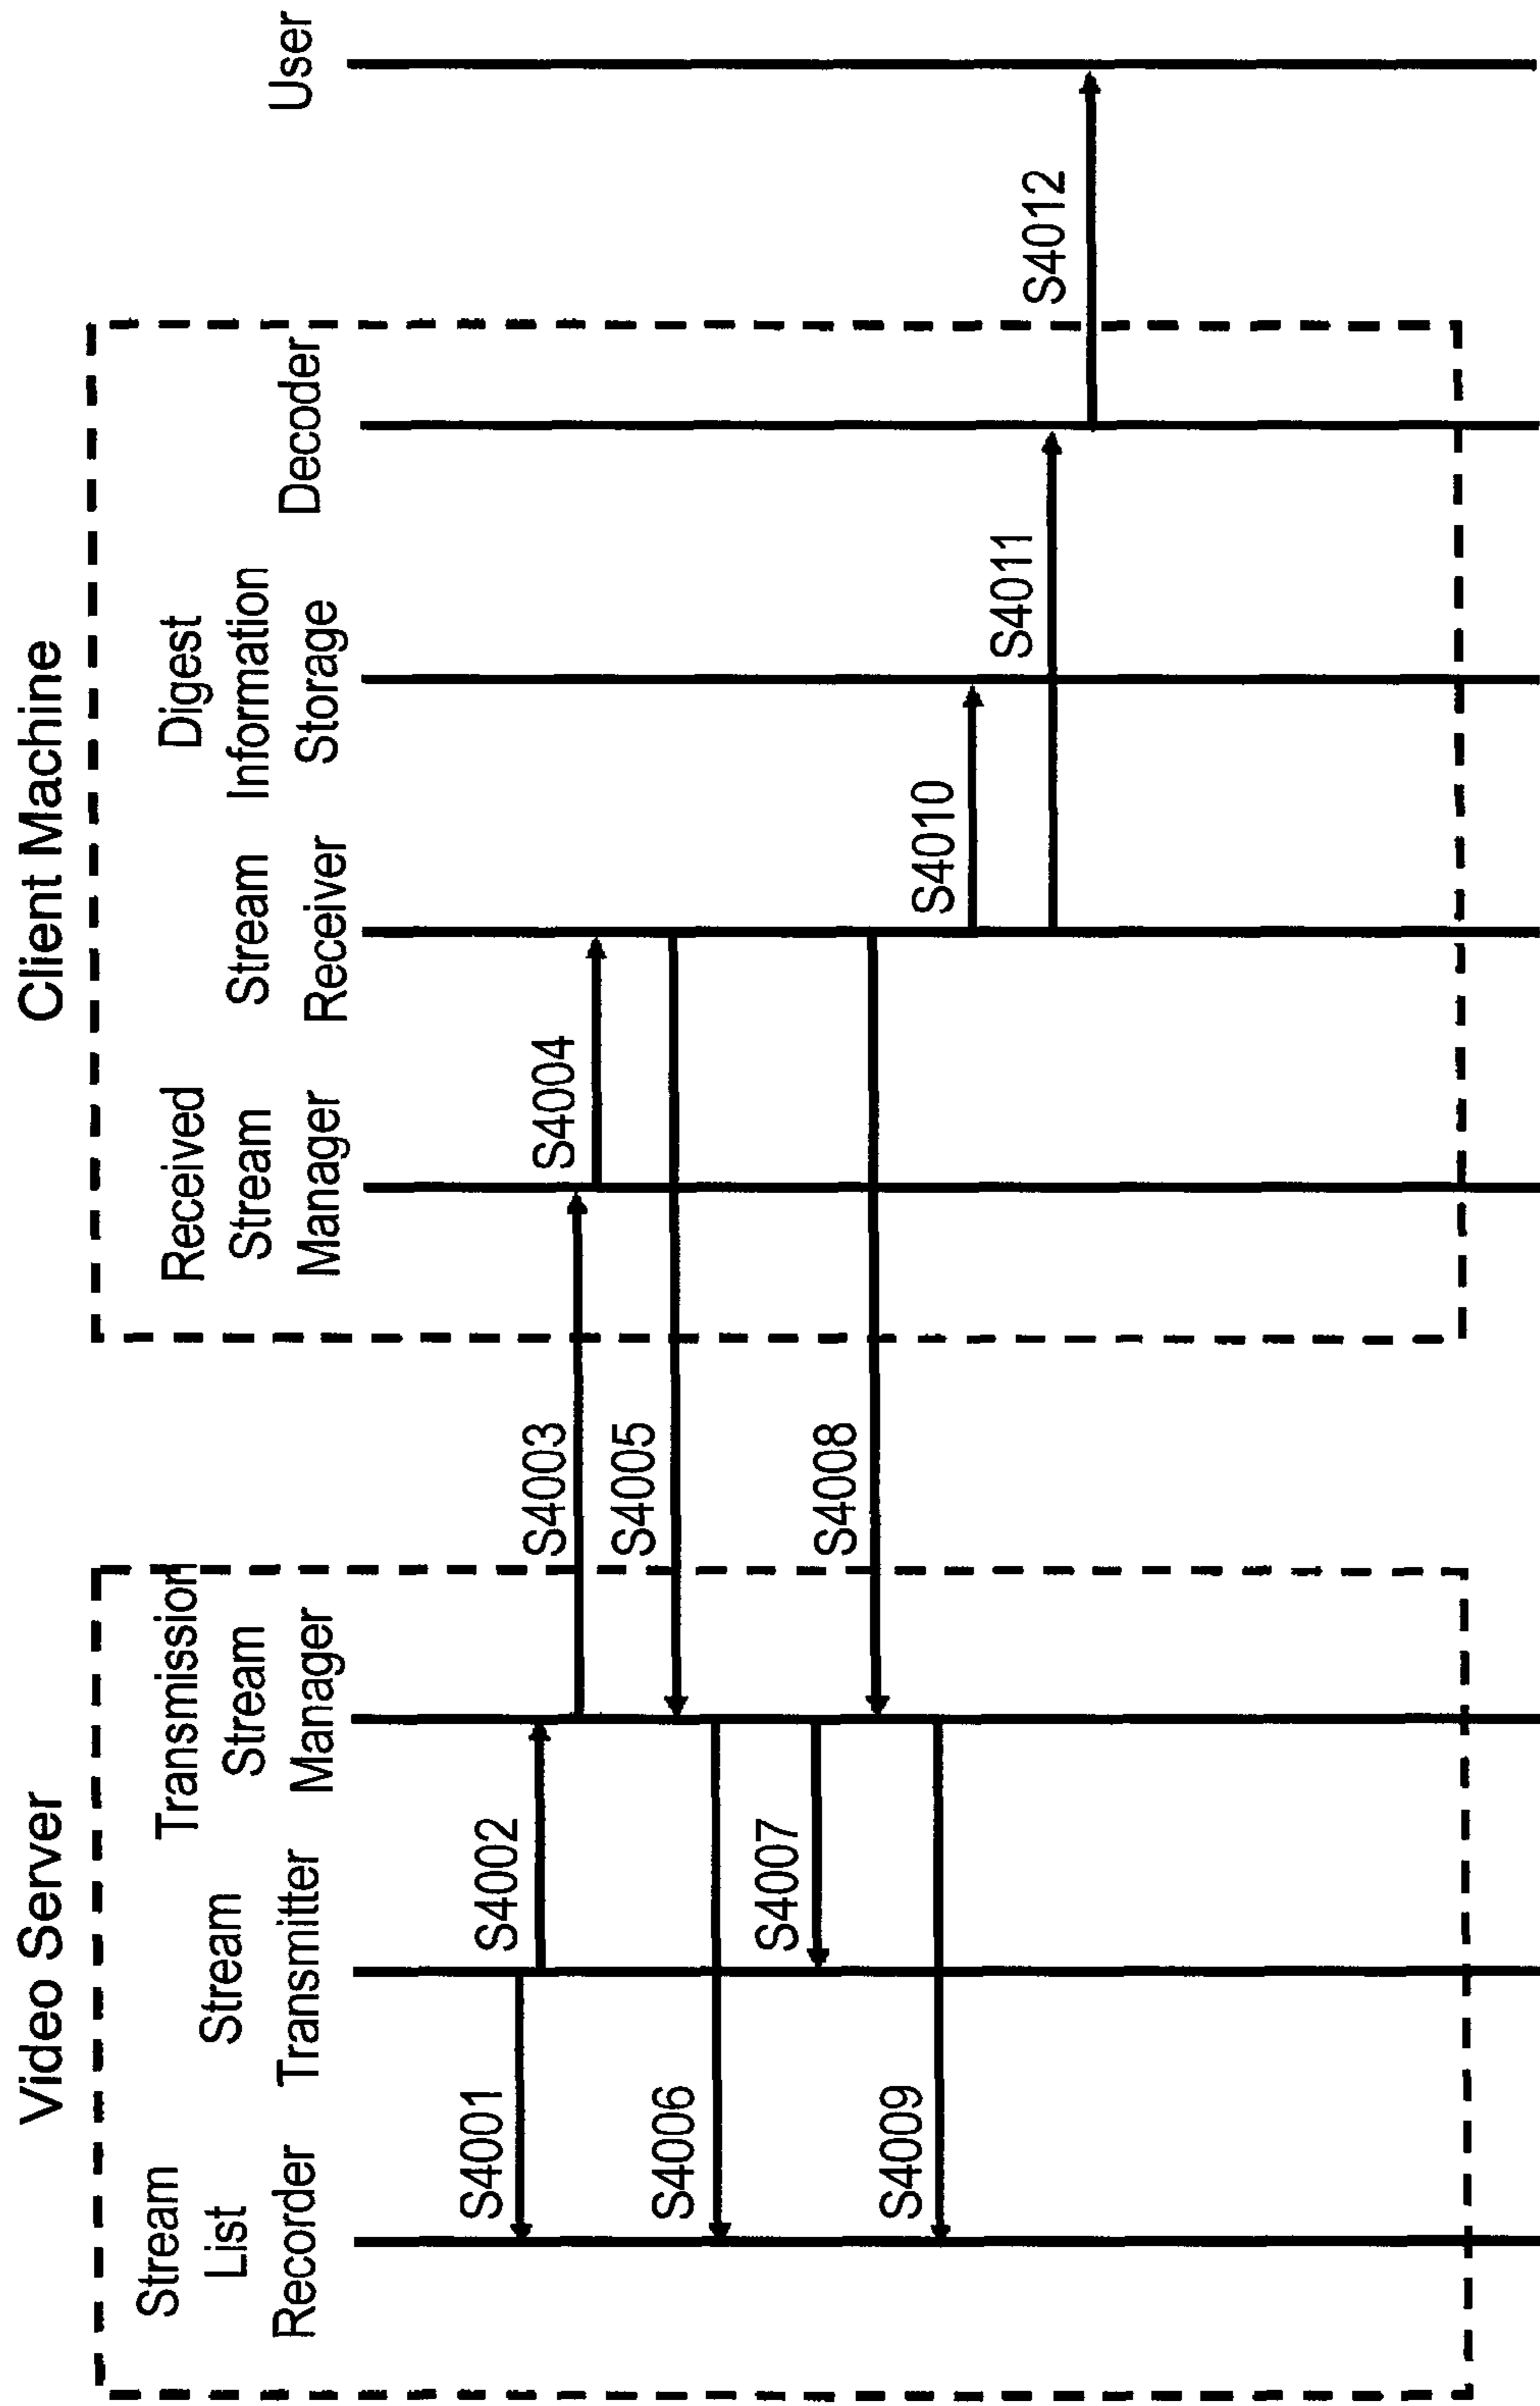 Video Server
Client Machine
Stream
List
Recorder
Stream
Transmitter
Transmission
Stream
Manager
Received
Stream
Manager
Stream
Receiver
Digest
Information
Storage
Decoder
User
S4001
S4002
S4003
S4004
S4005
S4006
S4007
S4008
S4009
S4010
S4011
S4012